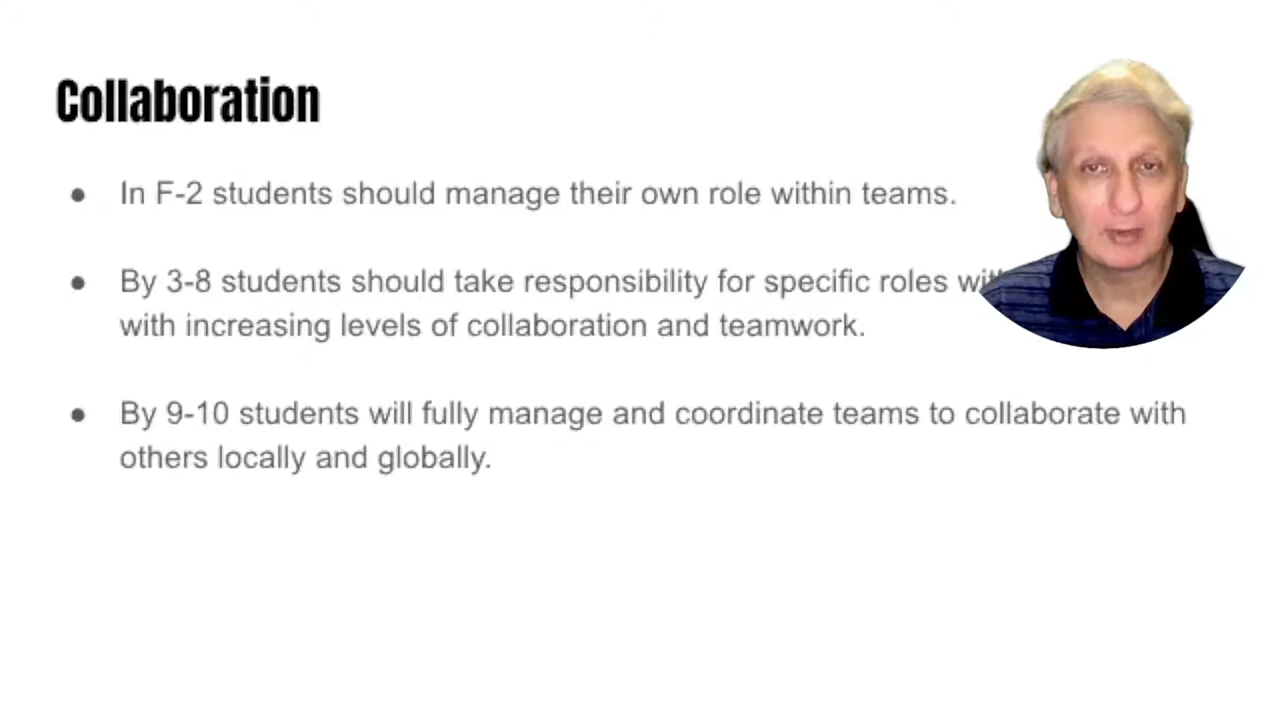 Collaboration
In F-2 students should manage their own role within teams.
By 3-8 students should take responsibility for specific roles
with increasing levels of collaboration and teamwork.
By 9-10 students will fully manage and coordinate teams to collaborate with
others locally and globally.